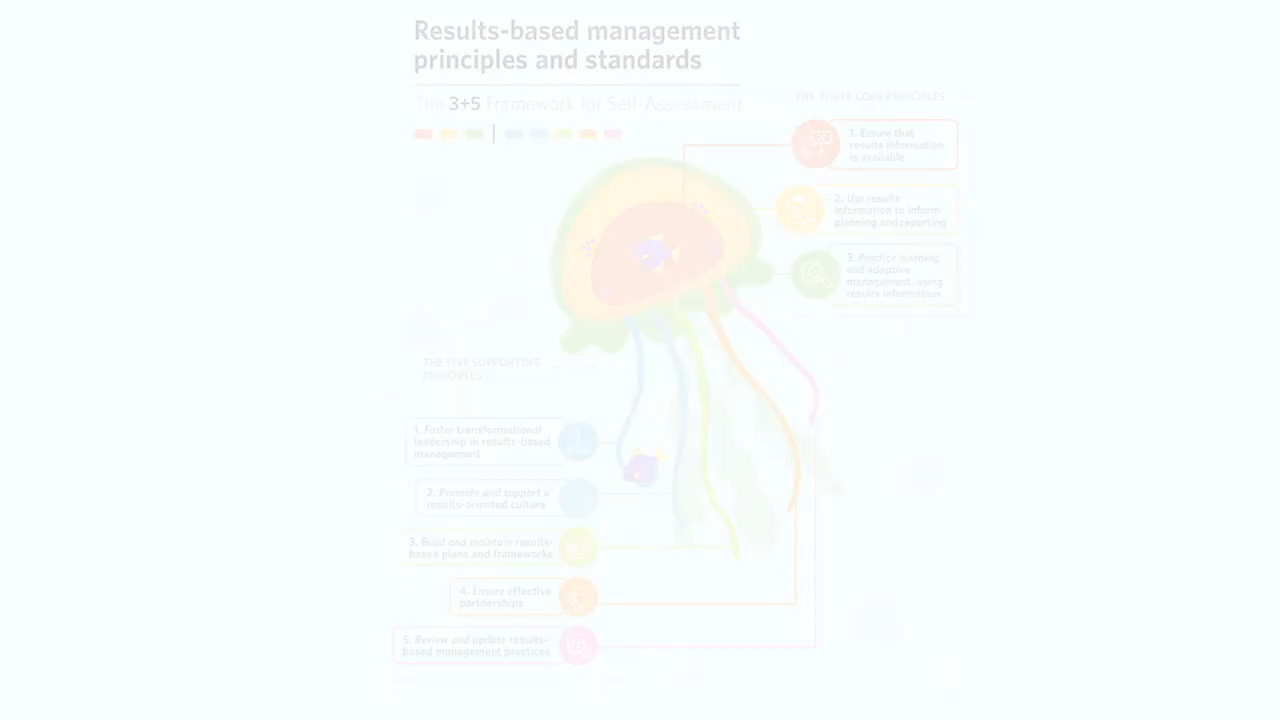 Results-based management
principles and standards
The 3+5 Framework for Self-Assessment
THE THREE CORE PRINCIPLES
1. Ensure that
results information
is available
2. Use results
information to inform
planning and reporting
3. Practice learning
and adaptive
management, using
results information
THE FIVE SUPPORTING
PRINCIPLES
1. Foster transformational
leadership in results-based
management
2. Promote and support a
results-oriented culture
3. Build and maintain results-
based plans and frameworks
4. Ensure effective
partnerships
5. Review and update results-
based management practices